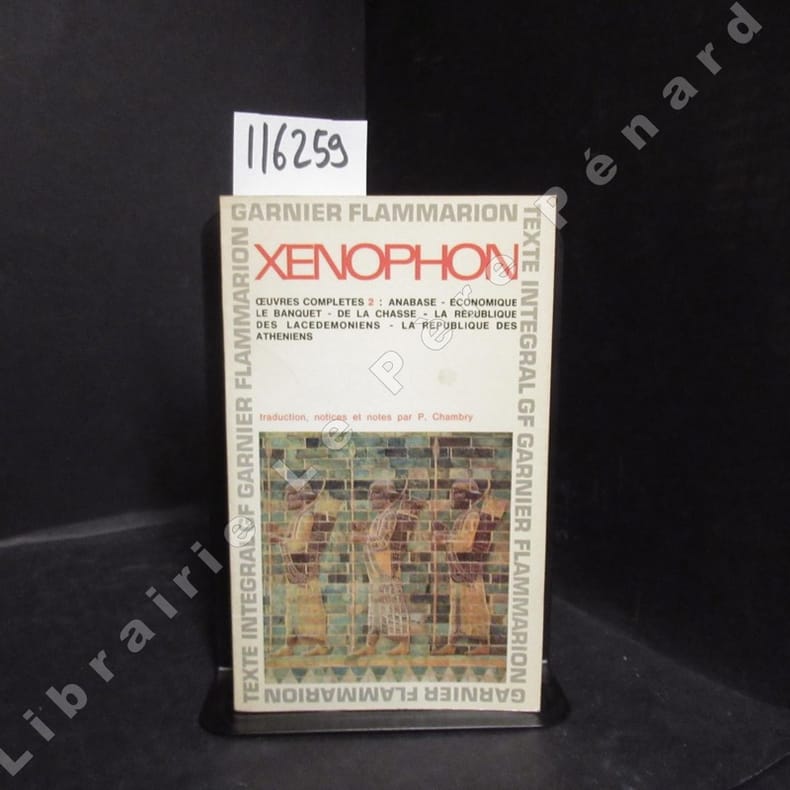 116259
GARNIER FLAMMARION
TEXTE INTEGRAL GF GARNIER FLAMMARION
XENOPHON
ŒUVRES COMPLETES 2 : ANABASE - ECONOMIQUE
LE BANQUET - DE LA CHASSE - LA RÉPUBLIQUE
DES LACEDEMONIENS - LA RÉPUBLIQUE DES
ATHENIENS
traduction, notices et notes par P. Chambry
TEXTE INTEGRAL GF GARNIER FLAMMARION
GARNIER FLAMMARION
Librairie Le Père Pénard